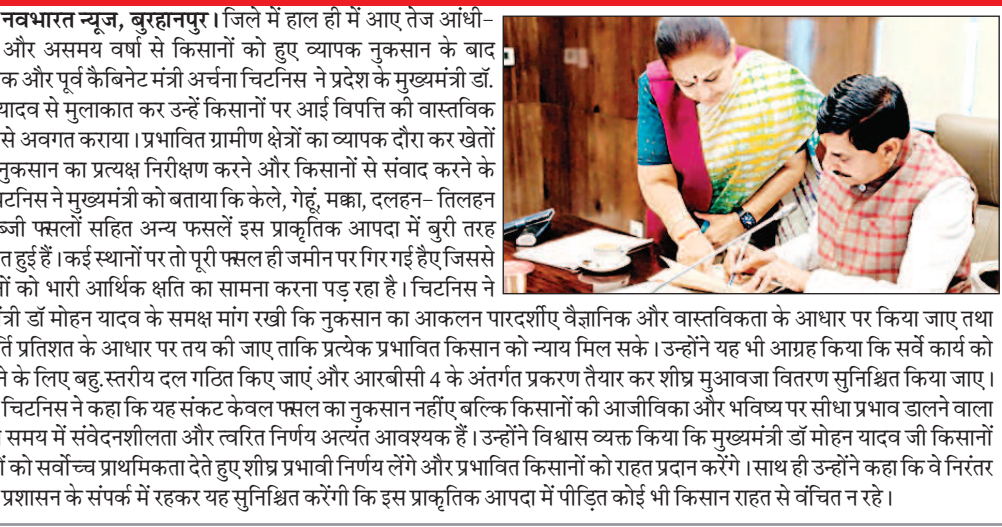 नवभारत न्यूज, बुरहानपुर। जिले में हाल ही में आए तेज आंधी–
और असमय वर्षा से किसानों को हुए व्यापक नुकसान के बाद
क और पूर्व कैबिनेट मंत्री अर्चना चिटनिस ने प्रदेश के मुख्यमंत्री डॉ.
यादव से मुलाकात कर उन्हें किसानों पर आई विपत्ति की वास्तविक
से अवगत कराया। प्रभावित ग्रामीण क्षेत्रों का व्यापक दौरा कर खेतों
नुकसान का प्रत्यक्ष निरीक्षण करने और किसानों से संवाद करने के
चटनिस ने मुख्यमंत्री को बताया कि केले, गेहूं, मक्का, दलहन– तिलहन
ब्जी फ्सलों सहित अन्य फसलें इस प्राकृतिक आपदा में बुरी तरह
त हुई हैं। कई स्थानों पर तो पूरी फ्सल ही जमीन पर गिर गई हैए जिससे
ों को भारी आर्थिक क्षति का सामना करना पड़ रहा है। चिटनिस ने
ंत्री डॉ मोहन यादव के समक्ष मांग रखी कि नुकसान का आकलन पारदर्शीए वैज्ञानिक और वास्तविकता के आधार पर किया जाए तथा
र्ति प्रतिशत के आधार पर तय की जाए ताकि प्रत्येक प्रभावित किसान को न्याय मिल सके। उन्होंने यह भी आग्रह किया कि सर्वे कार्य को
ने के लिए बहु.स्तरीय दल गठित किए जाएं और आरबीसी 4 के अंतर्गत प्रकरण तैयार कर शीघ्र मुआवजा वितरण सुनिश्चित किया जाए।
चिटनिस ने कहा कि यह संकट केवल फ्सल का नुकसान नहींए बल्कि किसानों की आजीविका और भविष्य पर सीधा प्रभाव डालने वाला
समय में संवेदनशीलता और त्वरित निर्णय अत्यंत आवश्यक हैं। उन्होंने विश्वास व्यक्त किया कि मुख्यमंत्री डॉ मोहन यादव जी किसानों
ों को सर्वोच्च प्राथमिकता देते हुए शीघ्र प्रभावी निर्णय लेंगे और प्रभावित किसानों को राहत प्रदान करेंगे। साथ ही उन्होंने कहा कि वे निरंतर
प्रशासन के संपर्क में रहकर यह सुनिश्चित करेंगी कि इस प्राकृतिक आपदा में पीड़ित कोई भी किसान राहत से वंचित न रहे।